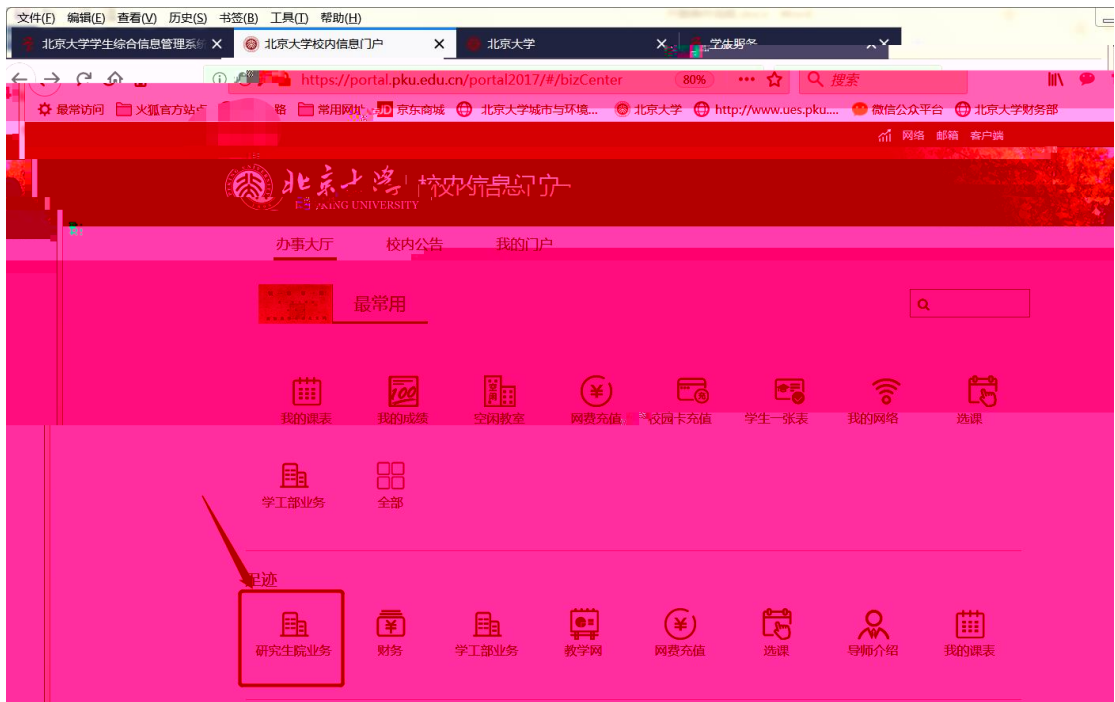 文件(F) 编辑(E) 查看(V) 历史(S) 书签(B) 工具(T) 帮助(H)
北京大学学生综合信息管理系统 北京大学校内信息门户 北京大学
https://portal.pku.edu.cn/portal2017/#/bizCenter 80% 搜索
最常访问 火狐官方站点 常用网址 京东商城 北京大学城市与环境... 北京大学 http://www.ues.pku.... 微信公众平台 北京大学财务部
网络 邮箱 客户端
北京大学 校内信息门户
PEKING UNIVERSITY
办事大厅 校内公告 我的门户
最常用
我的课表 我的成绩 空闲教室 网费充值 校园卡充值 学生一张表 我的网络 选课
学工部业务 全部
足迹
研究生院业务 财务 学工部业务 教学网 网费充值 选课 导师介绍 我的课表